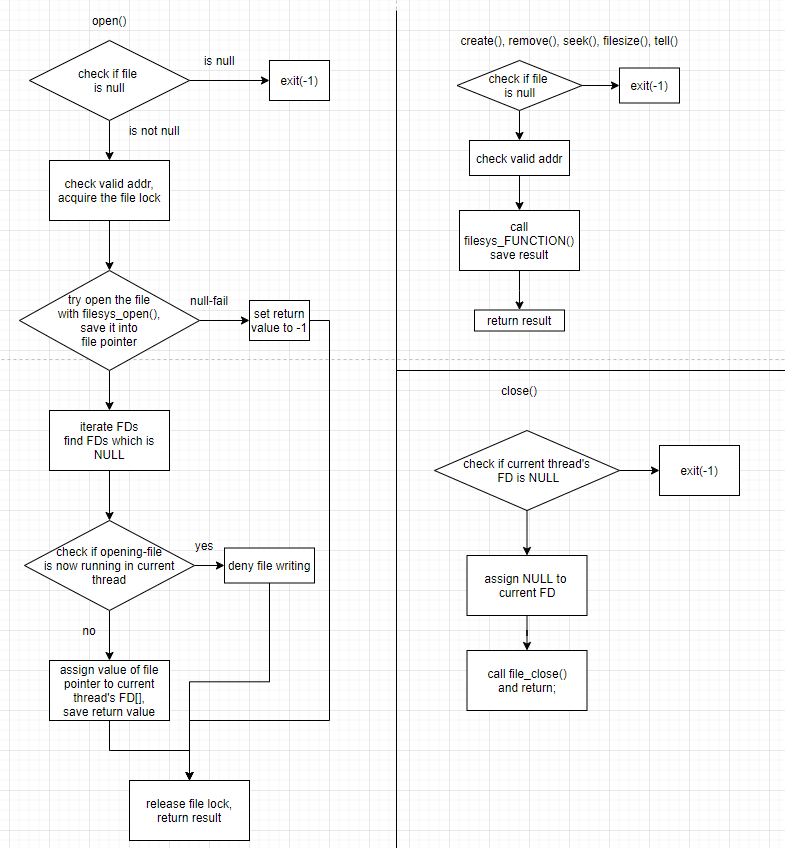 open()
is null
check if file
is null
exit(-1)
is not null
check valid addr,
acquire the file lock
try open the file
with filesys_open(),
save it into
file pointer
null-fail
set return
value to -1
iterate FDs
find FDs which is
NULL
check if opening-file
is now running in current
thread
yes
deny file writing
no
assign value of file
pointer to current
thread's FD[],
save return value
release file lock,
return result
create(), remove(), seek(), filesize(), tell()
check if file
is null
exit(-1)
check valid addr
call
filesys_FUNCTION()
save result
return result
close()
check if current thread's
FD is NULL
exit(-1)
assign NULL to
current FD
call file_close()
and return;